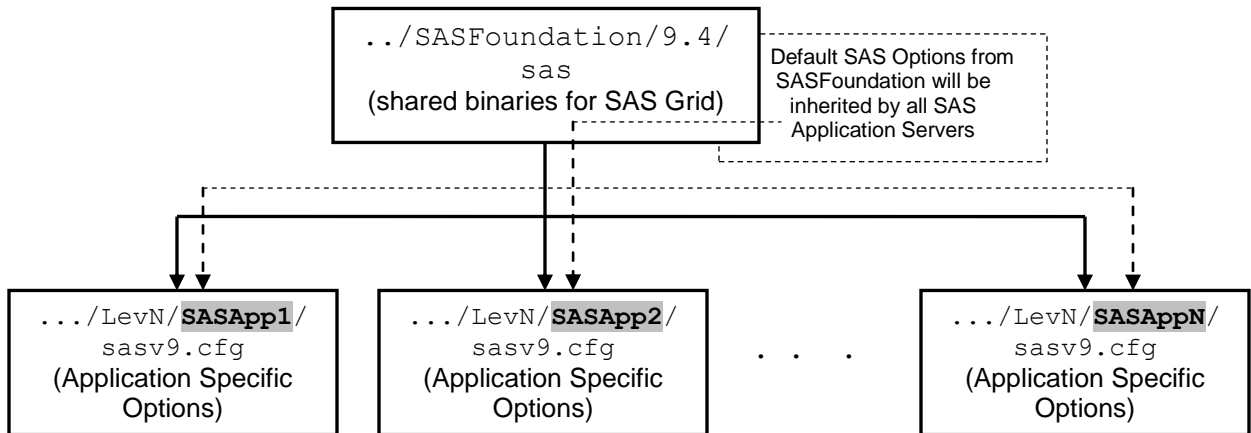 ../SASFoundation/9.4/
sas
(shared binaries for SAS Grid)
Default SAS Options from
SASFoundation will be
inherited by all SAS
Application Servers
.../LevN/SASApp1/
sasv9.cfg
(Application Specific
Options)
.../LevN/SASApp2/
sasv9.cfg
(Application Specific
Options)
. . .
.../LevN/SASAppN/
sasv9.cfg
(Application Specific
Options)